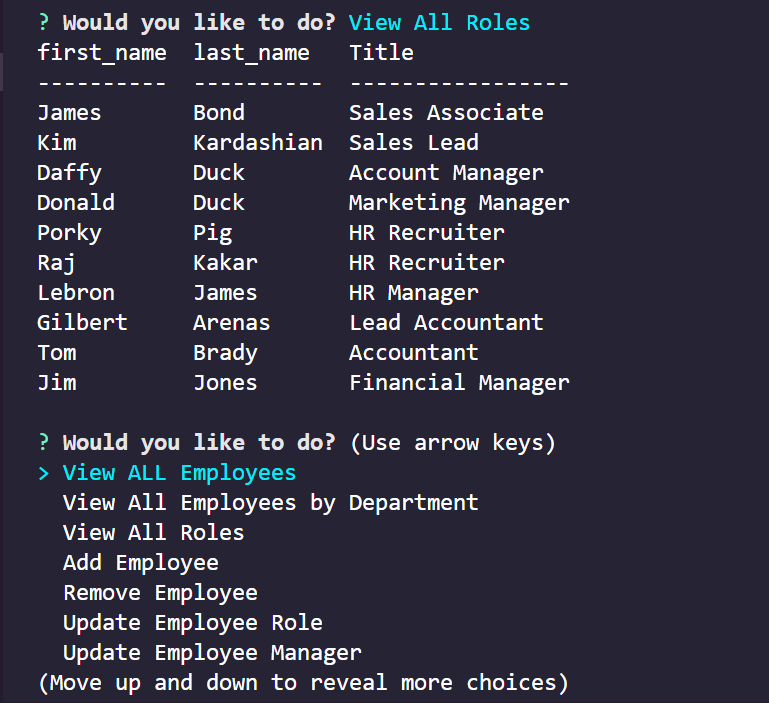 ? Would you like to do? View All Roles
first_name  last_name   Title
----------  ----------  -----------------
James       Bond        Sales Associate
Kim         Kardashian  Sales Lead
Daffy       Duck        Account Manager
Donald      Duck        Marketing Manager
Porky       Pig         HR Recruiter
Raj         Kakar       HR Recruiter
Lebron      James       HR Manager
Gilbert     Arenas      Lead Accountant
Tom         Brady       Accountant
Jim         Jones       Financial Manager
? Would you like to do? (Use arrow keys)
> View ALL Employees
  View All Employees by Department
  View All Roles
  Add Employee
  Remove Employee
  Update Employee Role
  Update Employee Manager
(Move up and down to reveal more choices)